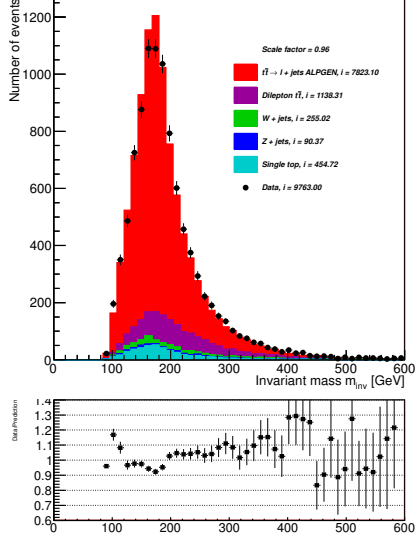 Number of events
1200
1000
800
600
400
200
0
Scale factor = 0.96
tt̄ → l + jets ALPGEN, i = 7823.10
Dilepton tt̄, i = 1138.31
W + jets, i = 255.02
Z + jets, i = 90.37
Single top, i = 454.72
Data, i = 9763.00
0 100 200 300 400 500 600
Invariant mass m_inv [GeV]
Data Prediction
1.4
1.3
1.2
1.1
1
0.9
0.8
0.7
0.6
0 100 200 300 400 500 600